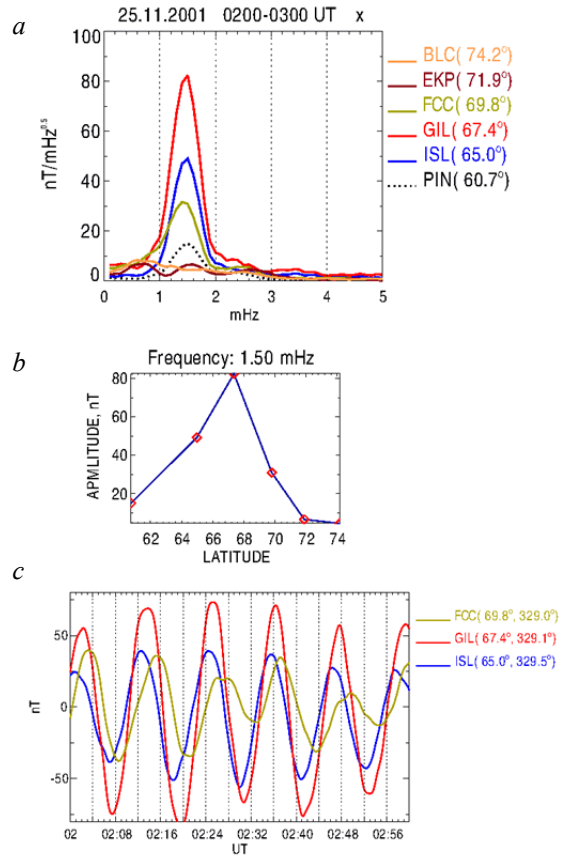 a
25.11.2001 0200-0300 UT x
100
80
60
40
20
0
nT/mHz^0.5
0 1 2 3 4 5
mHz
BLC( 74.2°)
EKP( 71.9°)
FCC( 69.8°)
GIL( 67.4°)
ISL( 65.0°)
PIN( 60.7°)
b
Frequency: 1.50 mHz
80
60
40
20
APMLITUDE, nT
62 64 66 68 70 72 74
LATITUDE
c
50
0
-50
nT
02 02:08 02:16 02:24 02:32 02:40 02:48 02:56
UT
FCC( 69.8°, 329.0°)
GIL( 67.4°, 329.1°)
ISL( 65.0°, 329.5°)